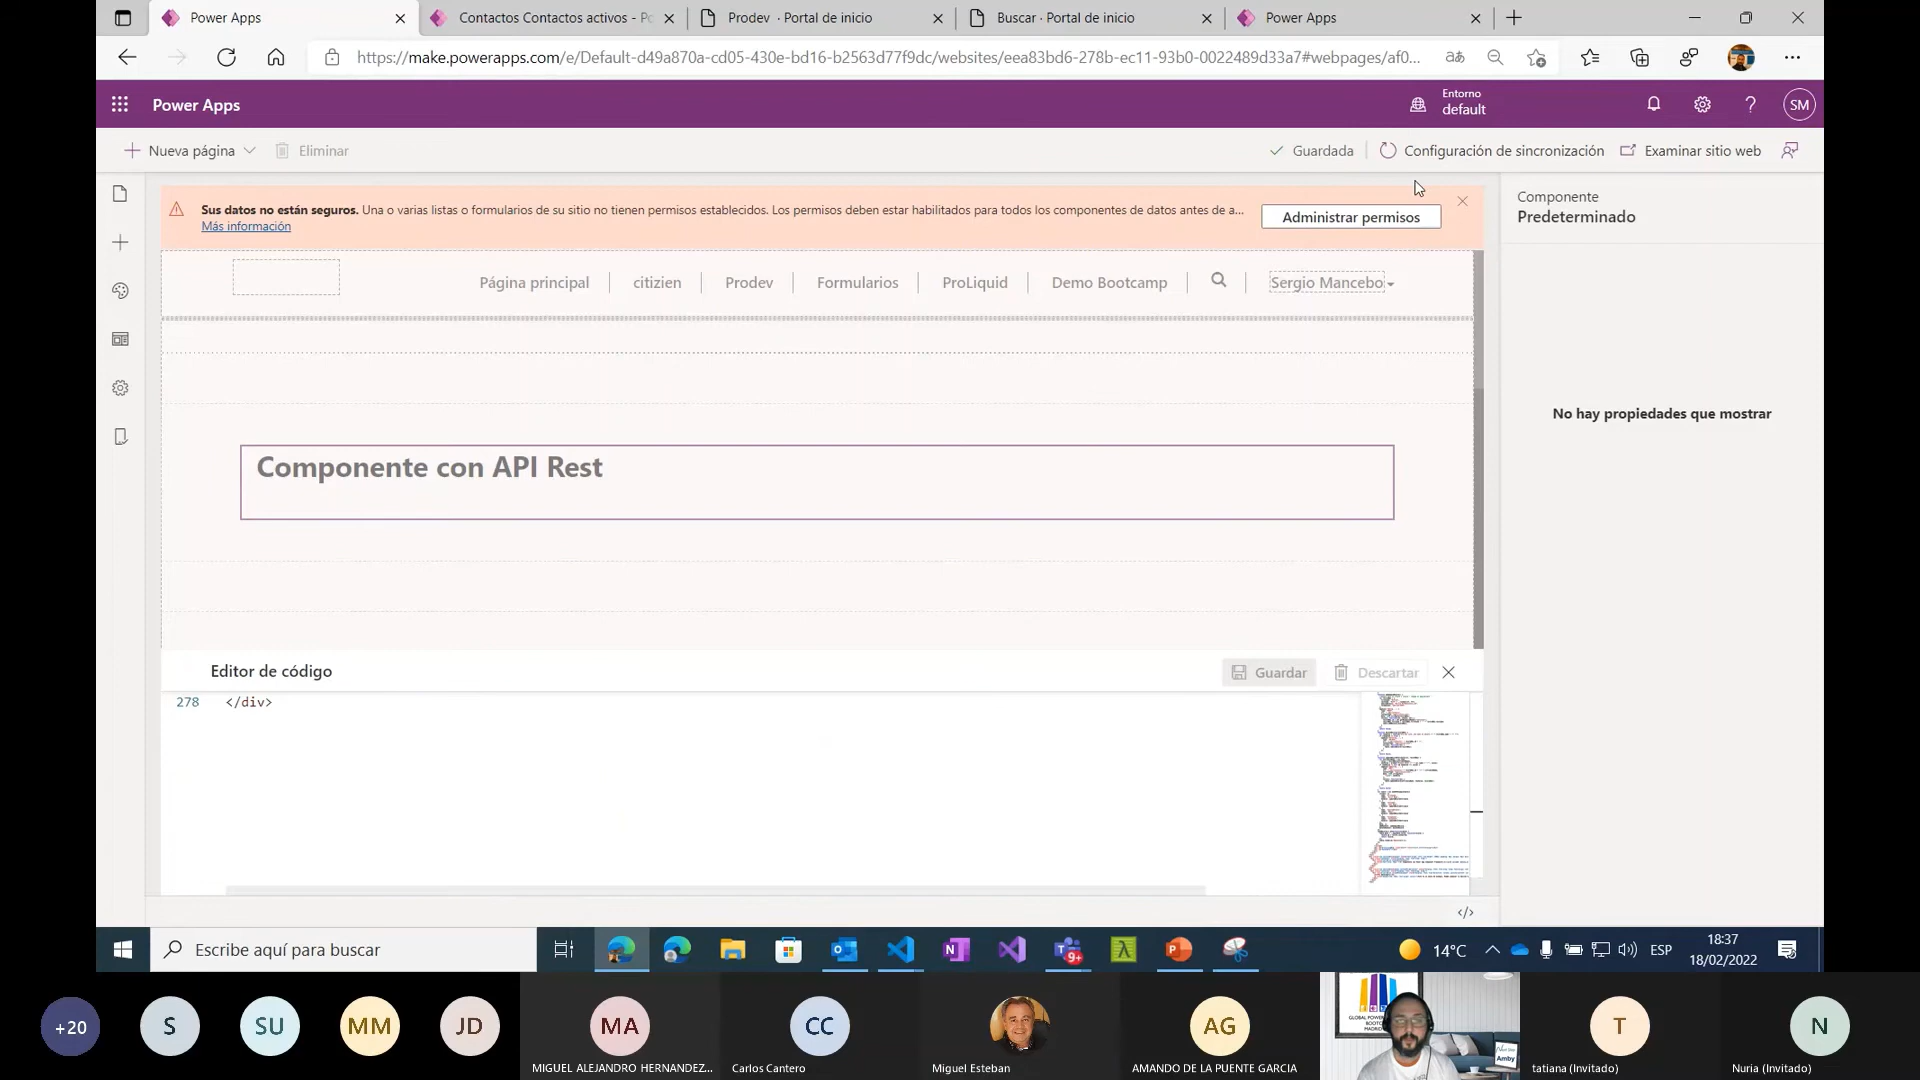 Power Apps
Contactos Contactos activos - Po
Prodev · Portal de inicio
Buscar · Portal de inicio
Power Apps
https://make.powerapps.com/e/Default-d49a870a-cd05-430e-bd16-b2563d77f9dc/websites/eea83bd6-278b-ec11-93b0-0022489d33a7#webpages/af0...
Power Apps
Entorno
default
SM
Nueva página
Eliminar
Guardada
Configuración de sincronización
Examinar sitio web
Sus datos no están seguros. Una o varias listas o formularios de su sitio no tienen permisos establecidos. Los permisos deben estar habilitados para todos los componentes de datos antes de a...
Más información
Administrar permisos
Componente
Predeterminado
Página principal
citizien
Prodev
Formularios
ProLiquid
Demo Bootcamp
Sergio Mancebo
No hay propiedades que mostrar
Componente con API Rest
Editor de código
Guardar
Descartar
278 </div>
</>
Escribe aquí para buscar
9+
14°C
ESP
18:37
18/02/2022
+20
S
SU
MM
JD
MA
MIGUEL ALEJANDRO HERNANDEZ...
CC
Carlos Cantero
Miguel Esteban
AG
AMANDO DE LA PUENTE GARCIA
GLOBAL POWER
T
tatiana (Invitado)
N
Nuria (Invitado)